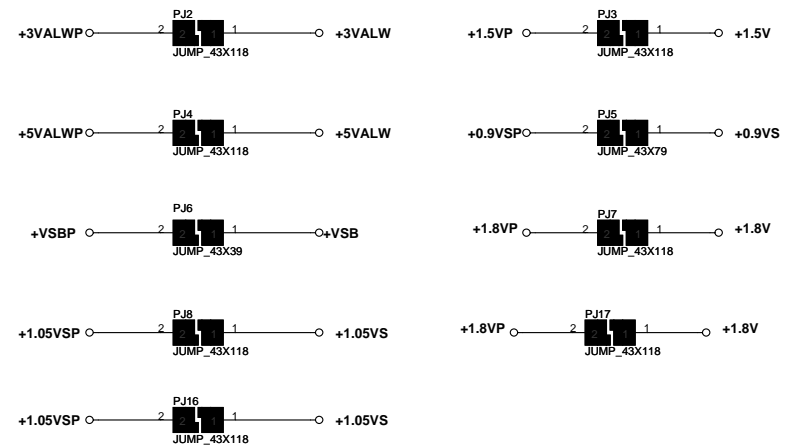 PJ2
+3VALWP 2 2 1 1 +3VALW
JUMP_43X118
PJ3
+1.5VP 2 2 1 1 +1.5V
JUMP_43X118
PJ4
+5VALWP 2 2 1 1 +5VALW
JUMP_43X118
PJ5
+0.9VSP 2 2 1 1 +0.9VS
JUMP_43X79
PJ6
+VSBP 2 2 1 1 +VSB
JUMP_43X39
PJ7
+1.8VP 2 2 1 1 +1.8V
JUMP_43X118
PJ8
+1.05VSP 2 2 1 1 +1.05VS
JUMP_43X118
PJ17
+1.8VP 2 2 1 1 +1.8V
JUMP_43X118
PJ16
+1.05VSP 2 2 1 1 +1.05VS
JUMP_43X118